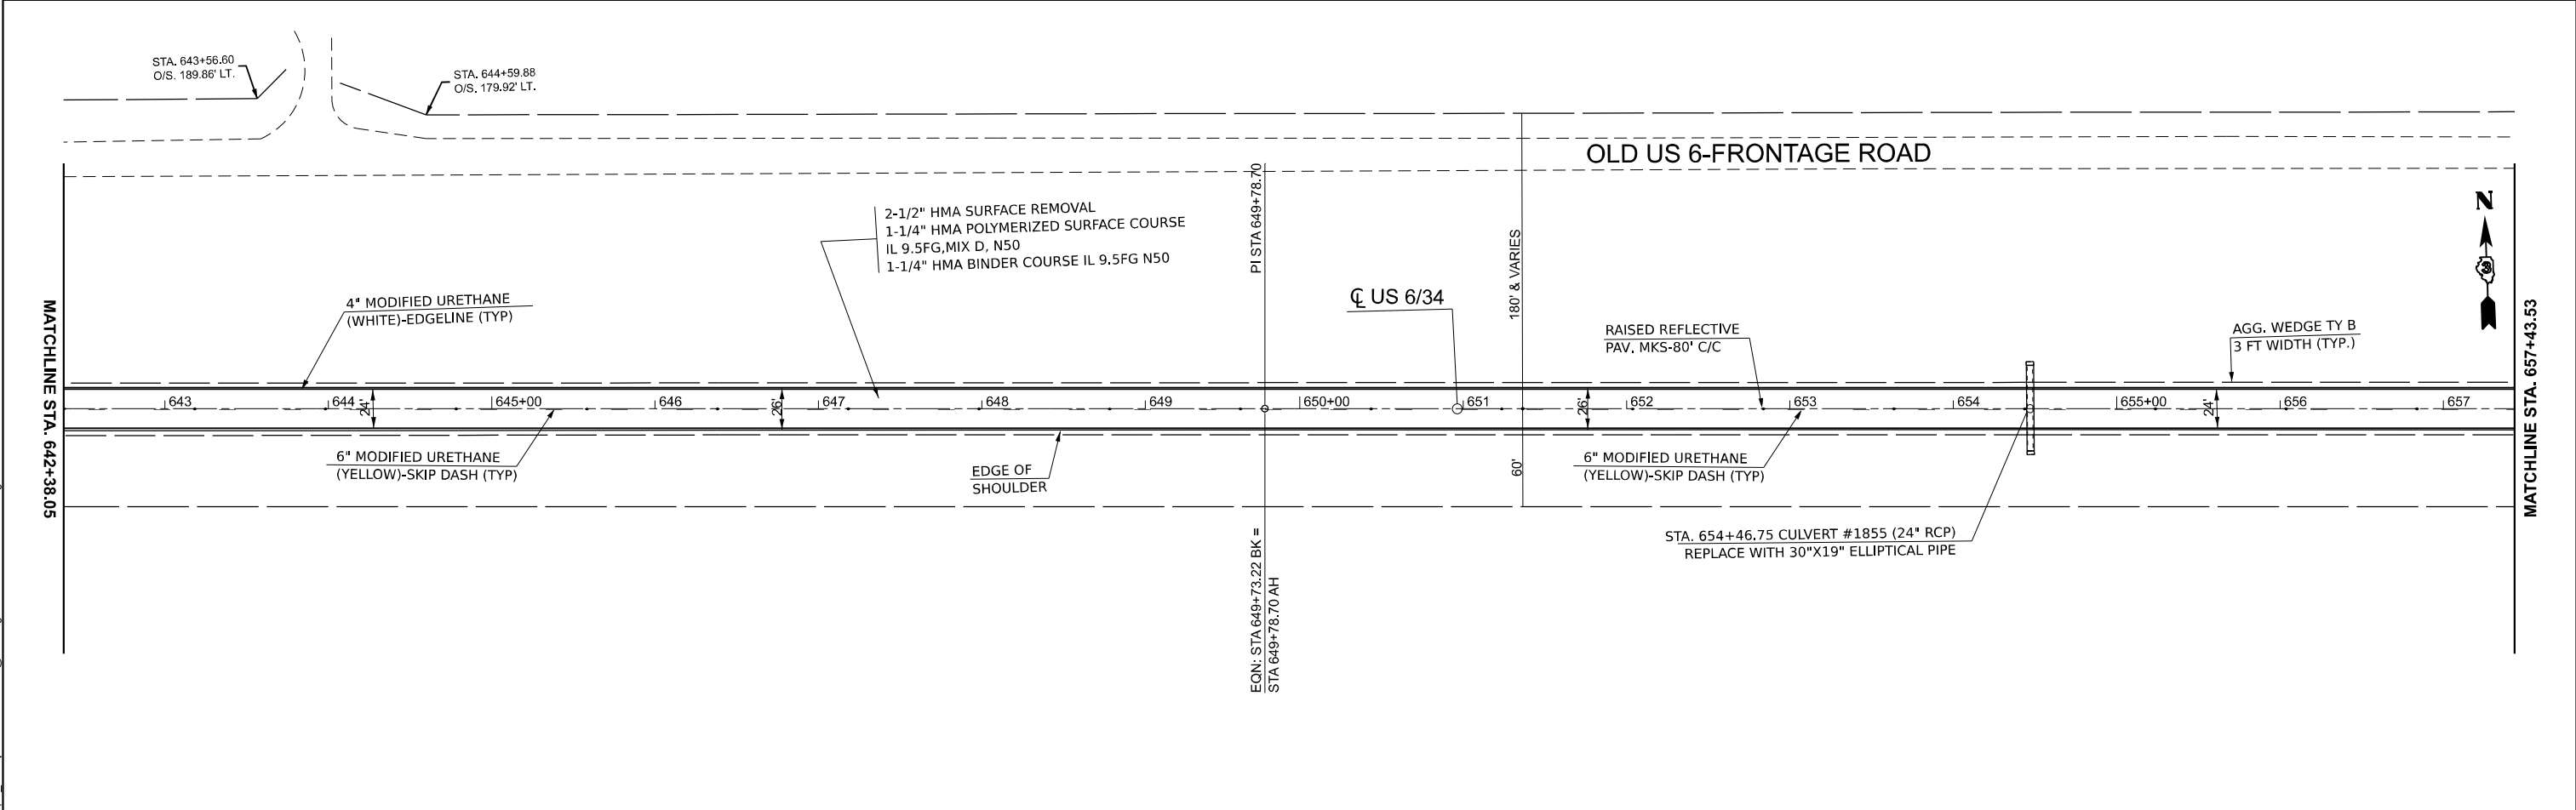 STA. 643+56.60
O/S. 189.86' LT.
STA. 644+59.88
O/S. 179.92' LT.
OLD US 6-FRONTAGE ROAD
PI STA 649+78.70
2-1/2" HMA SURFACE REMOVAL
1-1/4" HMA POLYMERIZED SURFACE COURSE
IL 9.5FG,MIX D, N50
1-1/4" HMA BINDER COURSE IL 9.5FG N50
180' & VARIES
N
3
4" MODIFIED URETHANE
(WHITE)-EDGELINE (TYP)
℄ US 6/34
RAISED REFLECTIVE
PAV. MKS-80' C/C
AGG. WEDGE TY B
3 FT WIDTH (TYP.)
MATCHLINE STA. 642+38.05
643
644
24'
645+00
646
26'
647
648
649
650+00
651
26'
652
653
654
655+00
24'
656
657
MATCHLINE STA. 657+43.53
6" MODIFIED URETHANE
(YELLOW)-SKIP DASH (TYP)
EDGE OF
SHOULDER
60'
6" MODIFIED URETHANE
(YELLOW)-SKIP DASH (TYP)
STA. 654+46.75 CULVERT #1855 (24" RCP)
REPLACE WITH 30"X19" ELLIPTICAL PIPE
EQN: STA 649+73.22 BK =
STA 649+78.70 AH